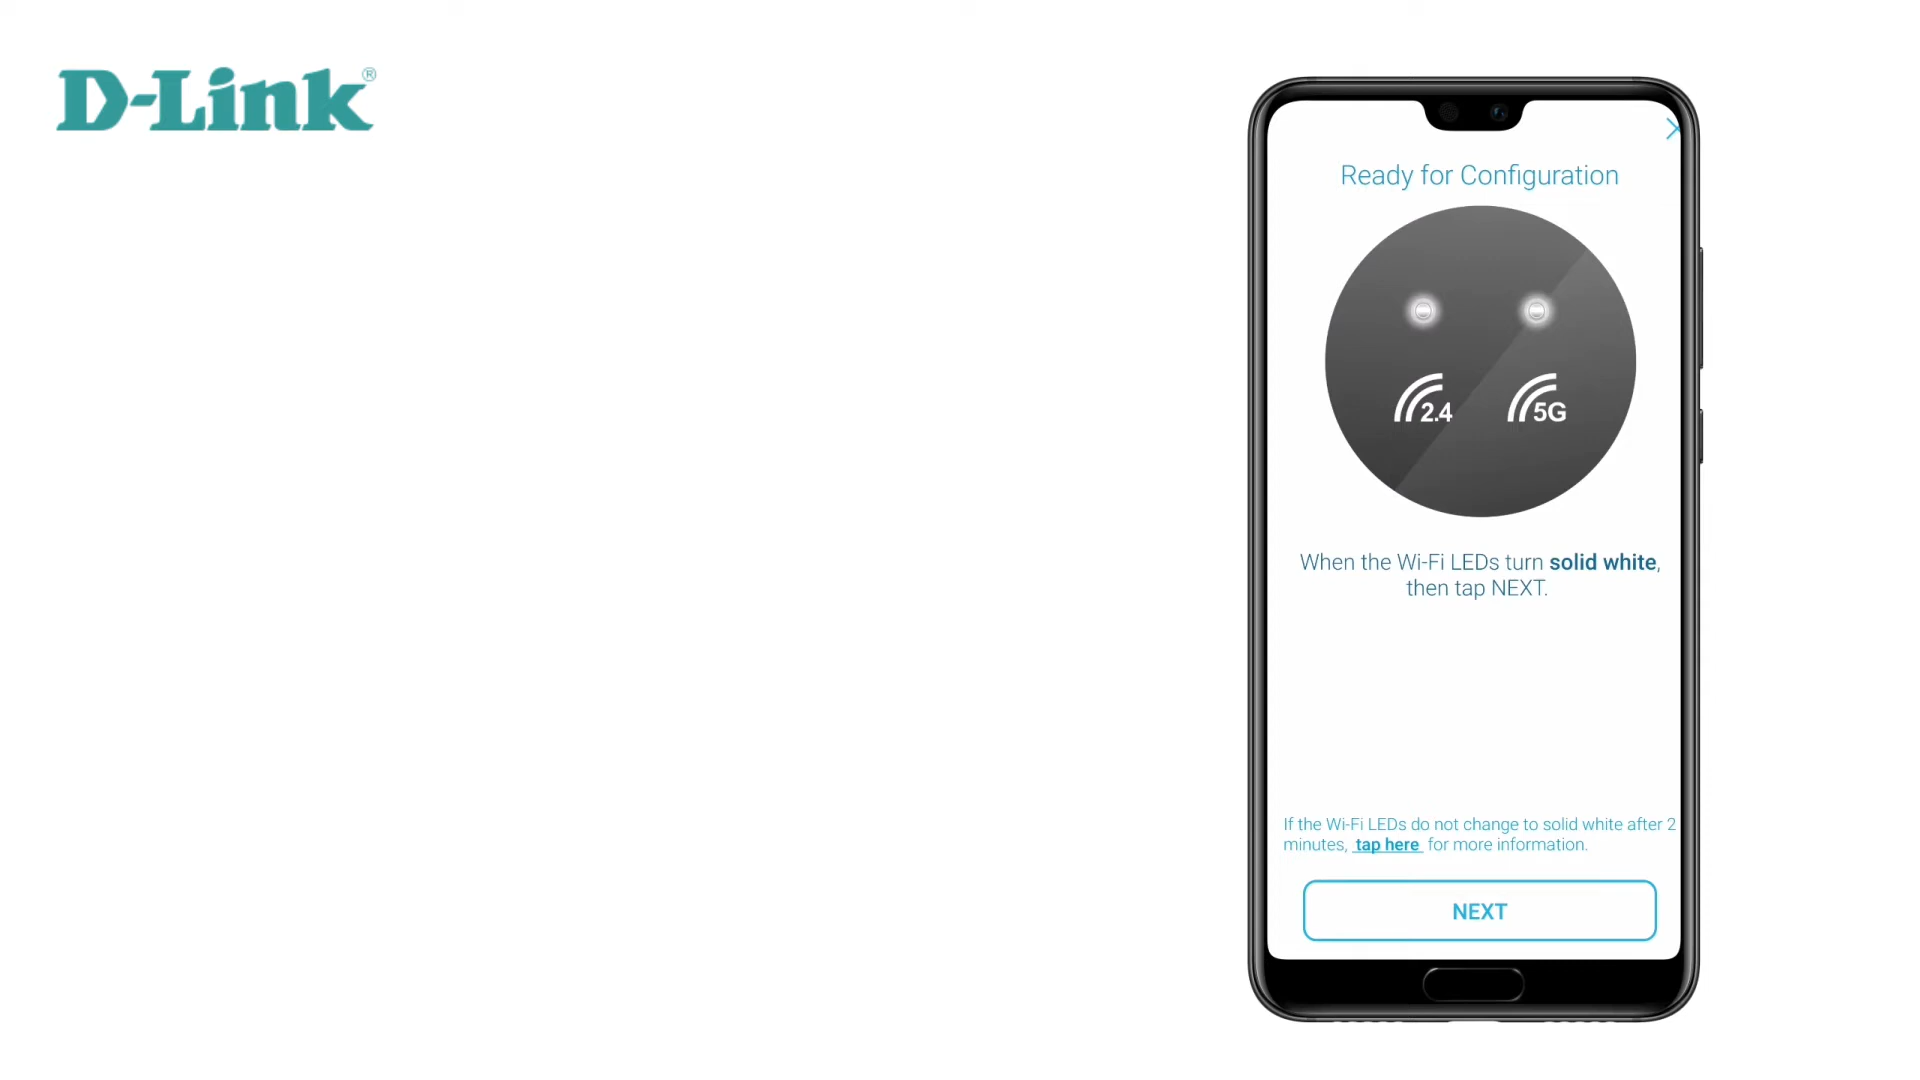 D-Link®
Ready for Configuration
2.4
5G
When the Wi-Fi LEDs turn solid white,
then tap NEXT.
If the Wi-Fi LEDs do not change to solid white after 2
minutes, tap here for more information.
NEXT